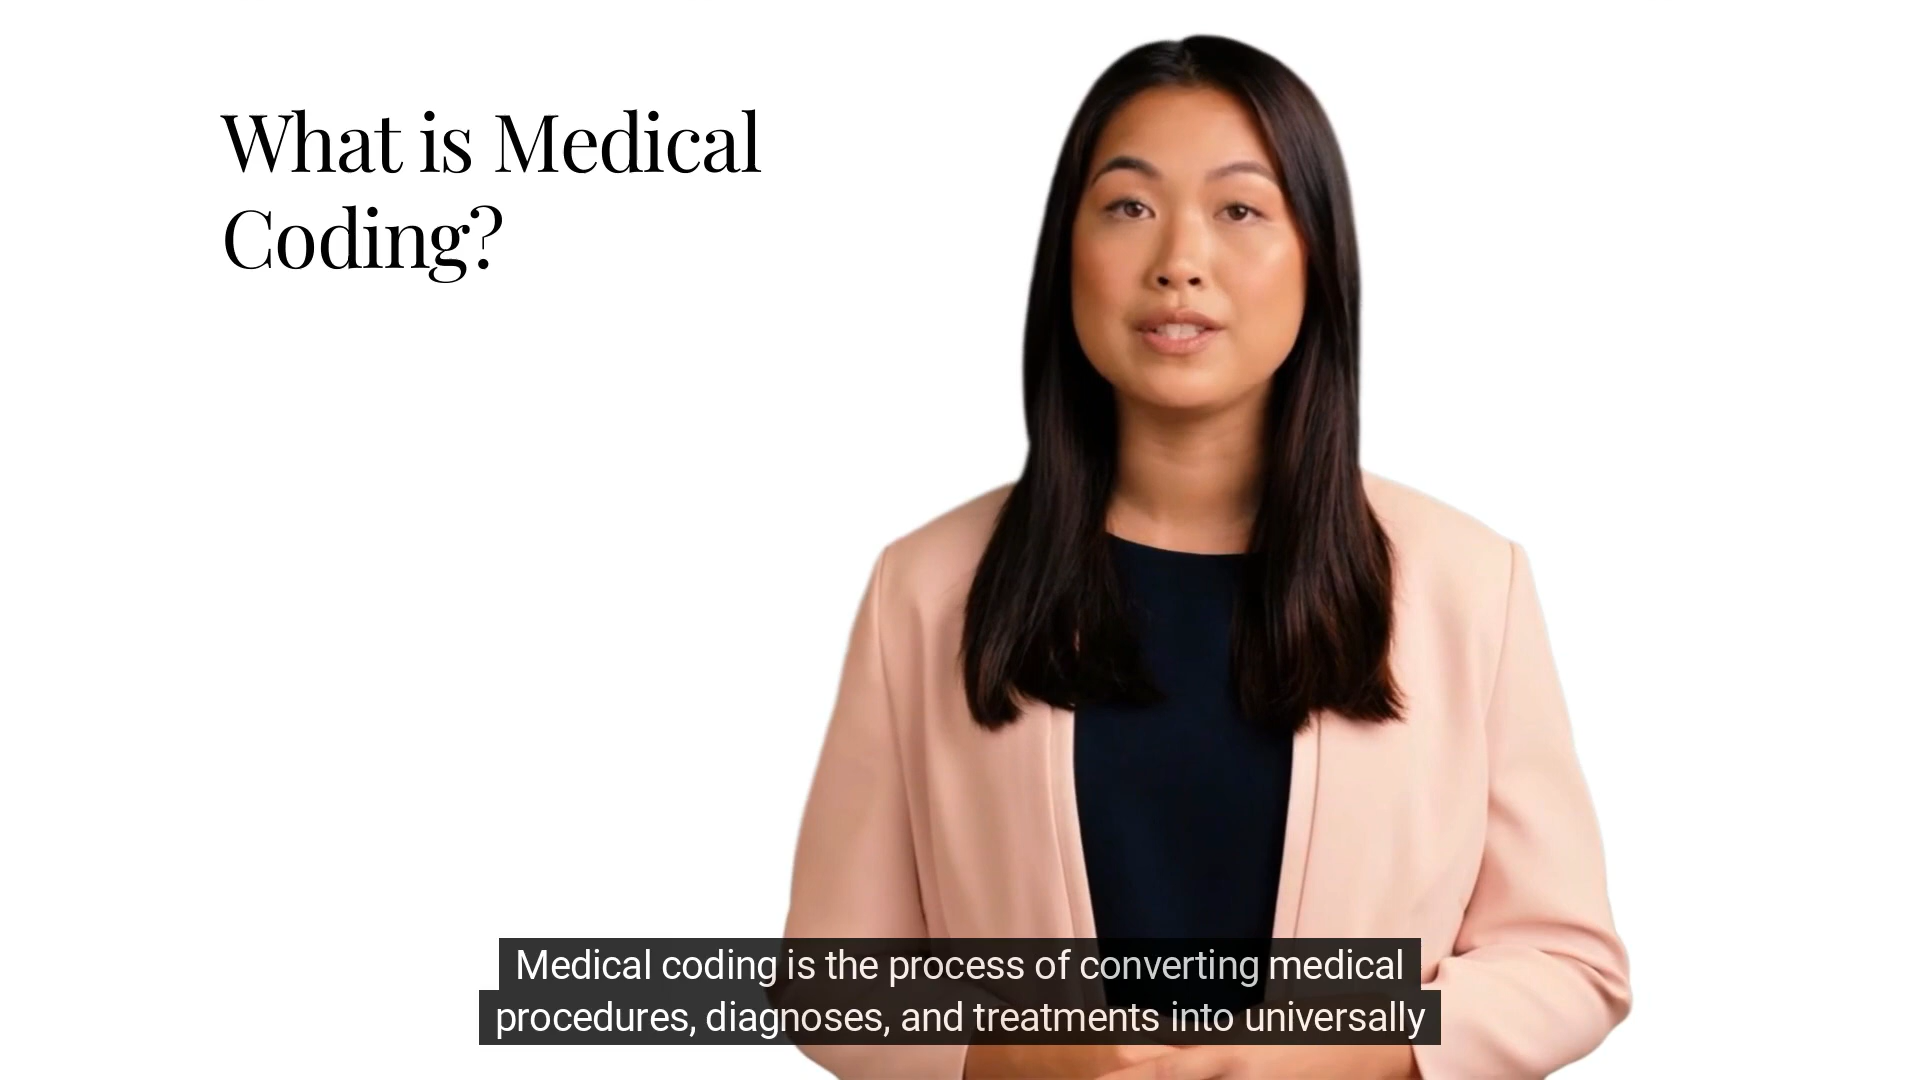 What is Medical
Coding?
Medical coding is the process of converting medical
procedures, diagnoses, and treatments into universally